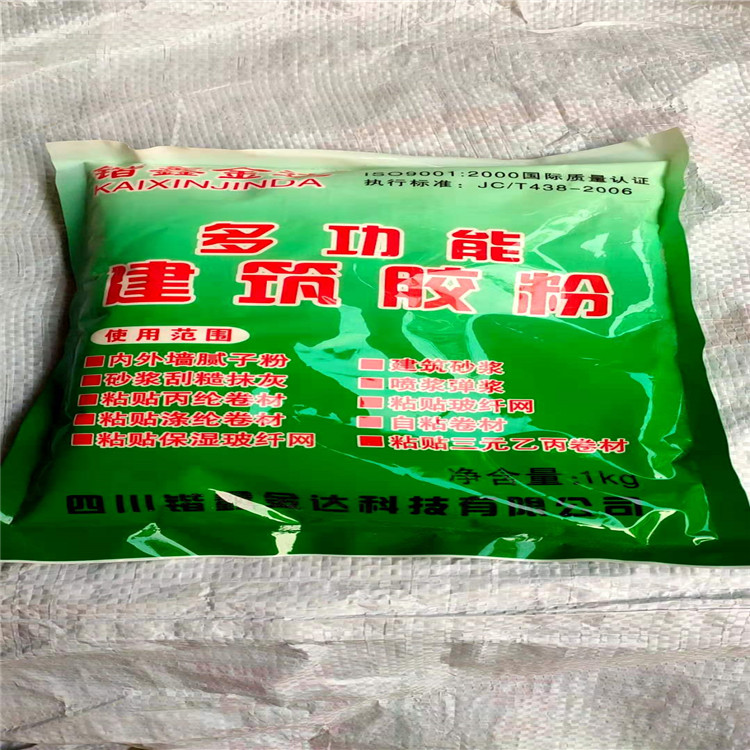 锴鑫金达
KAIXINJINDA
ISO9001:2000国际质量认证
执行标准: JC/T438-2006
多功能
建筑胶粉
使用范围
■内外墙腻子粉
■建筑砂浆
■砂浆刮糙抹灰
■喷浆弹浆
■粘贴丙纶卷材
■粘贴玻纤网
■粘贴涤纶卷材
■自粘卷材
■粘贴保湿玻纤网
■粘贴三元乙丙卷材
净含量:1kg
四川锴鑫金达科技有限公司